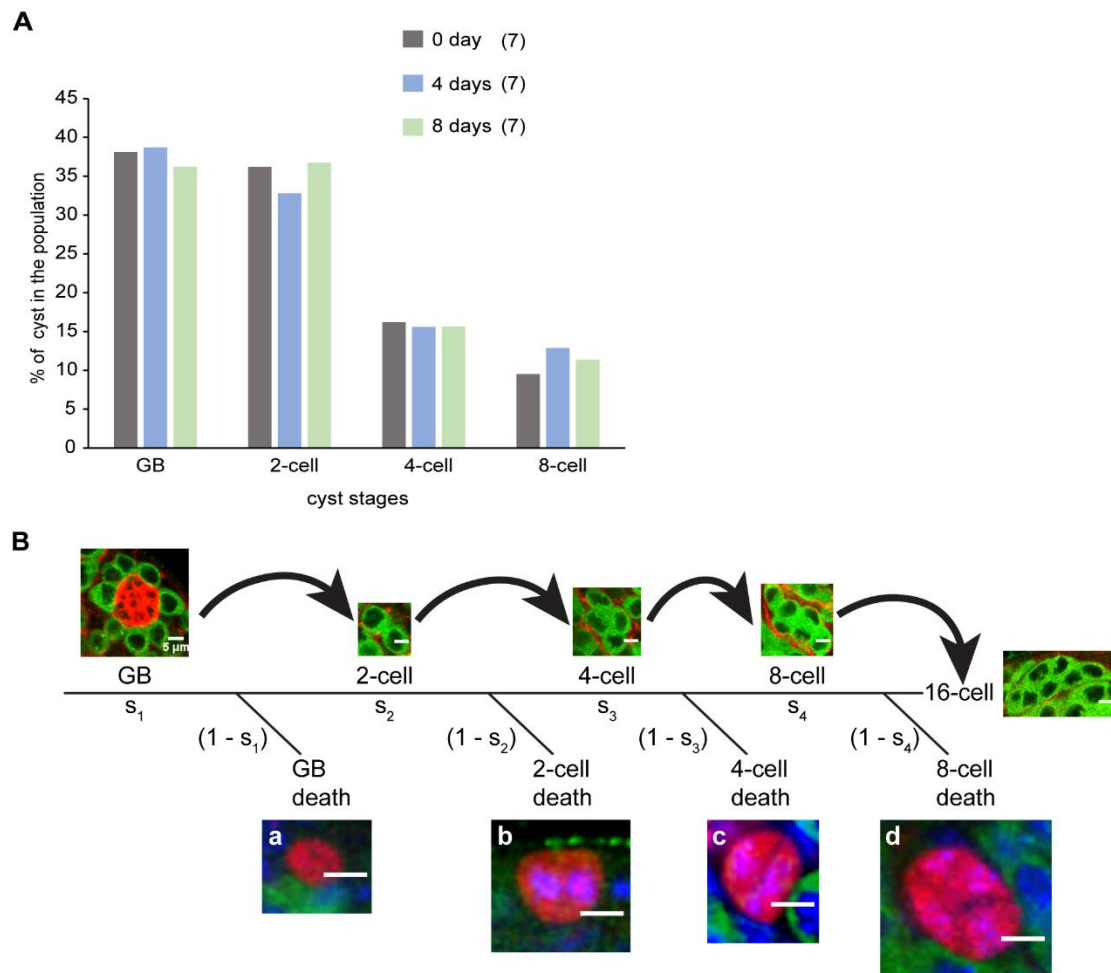 A
0 day (7)
4 days (7)
8 days (7)
45
40
35
30
25
20
15
10
5
0
% of cyst in the population
GB 2-cell 4-cell 8-cell
cyst stages
B
5 µm
GB 2-cell 4-cell 8-cell
16-cell
s1 s2 s3 s4
(1 - s1) (1 - s2) (1 - s3) (1 - s4)
GB 2-cell 4-cell 8-cell
death death death death
a b c d